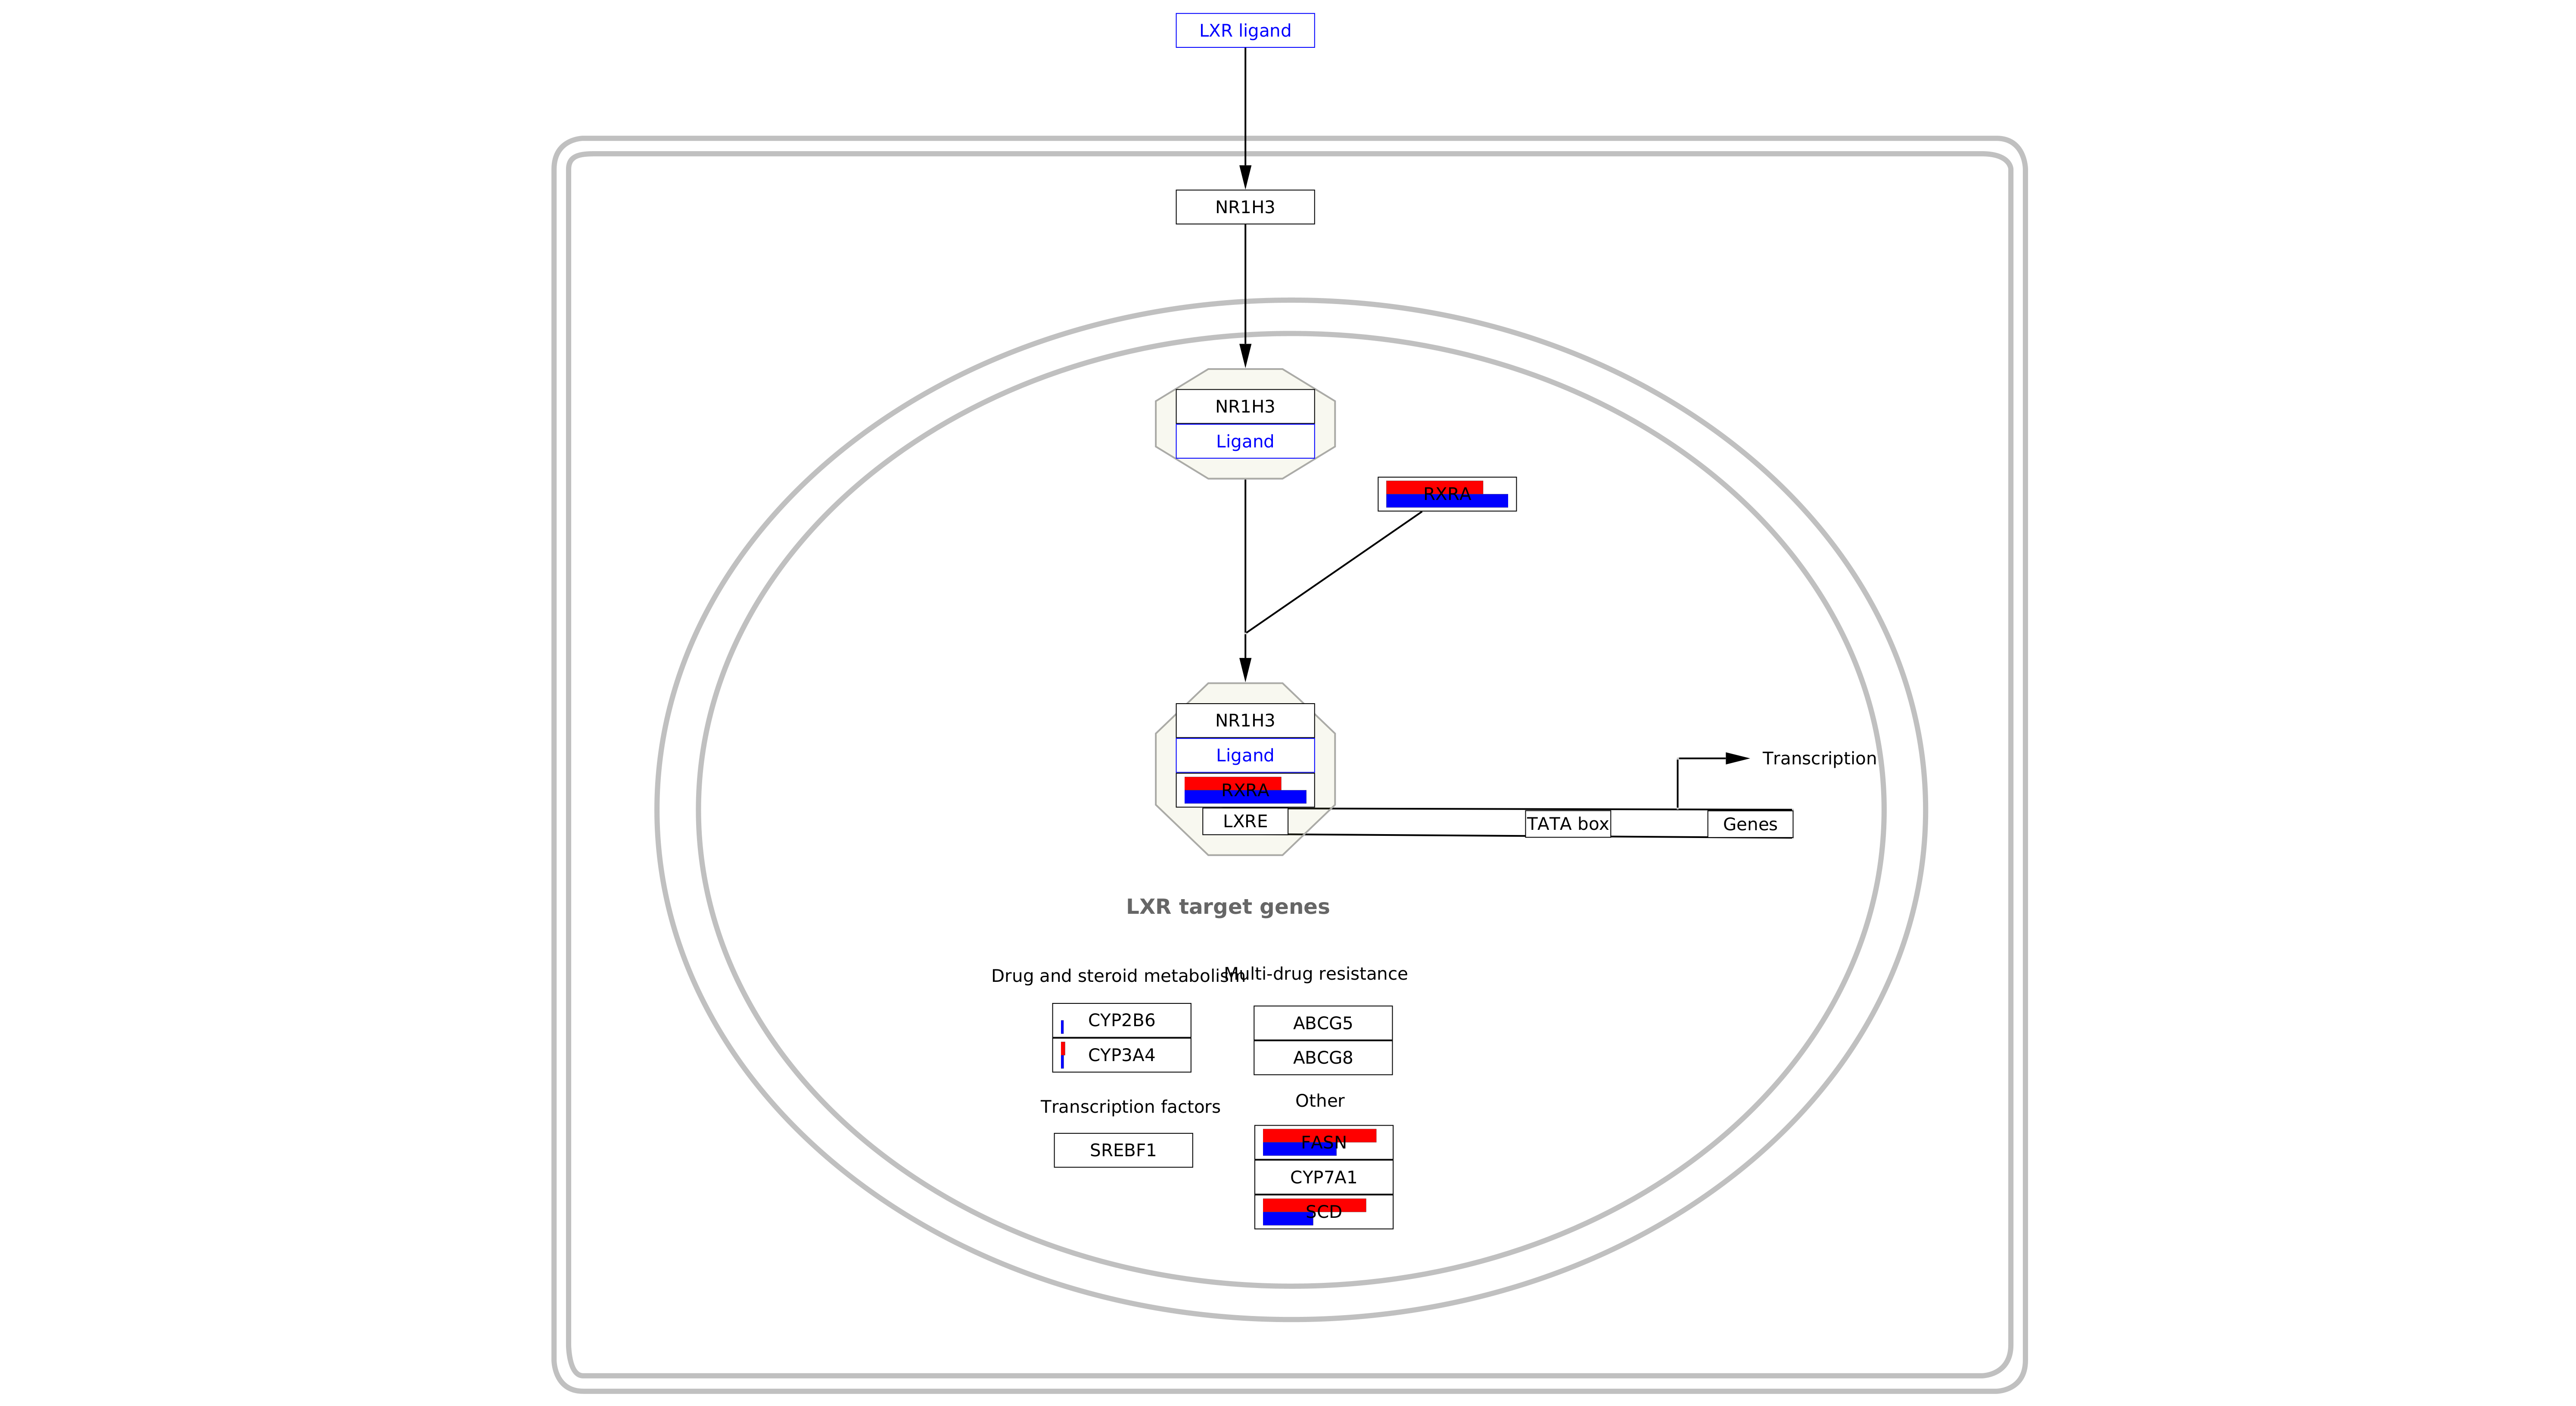 LXR ligand
NR1H3
NR1H3
Ligand
RXRA
NR1H3
Ligand
RXRA
LXRE
Transcription
TATA box
Genes
LXR target genes
Drug and steroid metabolism
Multi-drug resistance
CYP2B6
CYP3A4
ABCG5
ABCG8
Transcription factors
SREBF1
Other
FASN
CYP7A1
SCD